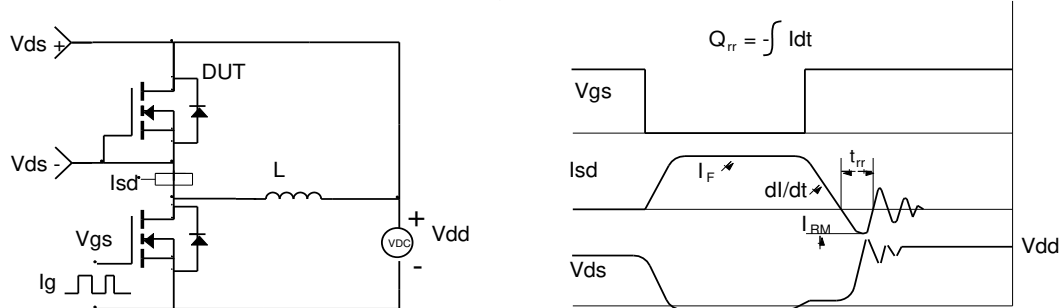 Vds +
DUT
Vds -
Isd
L
Vgs
Ig
+
VDC
-
Vdd
Qrr = -∫ Idt
Vgs
Isd
IF
dI/dt
trr
IRM
Vdd
Vds